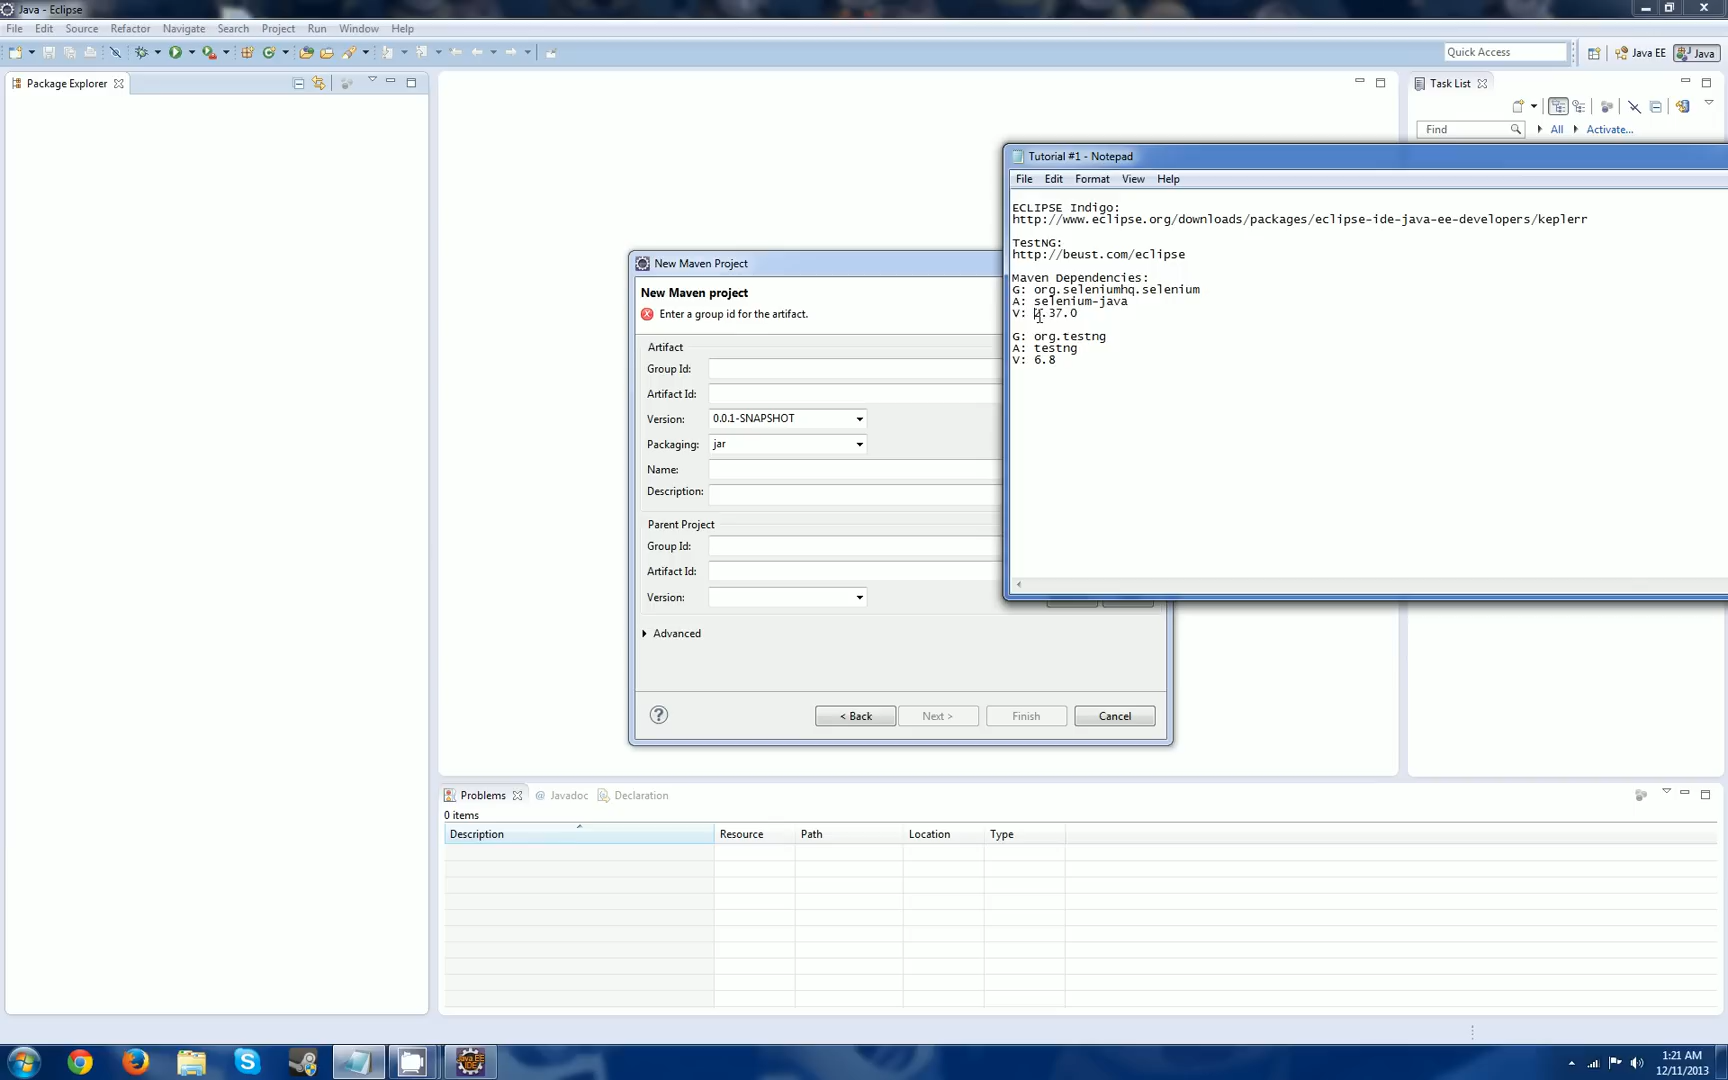 Java - Eclipse
File Edit Source Refactor Navigate Search Project Run Window Help
Quick Access
Java EE
Java
Package Explorer
Task List
Find
All
Activate...
Tutorial #1 - Notepad
File Edit Format View Help
ECLIPSE Indigo:
http://www.eclipse.org/downloads/packages/eclipse-ide-java-ee-developers/keplerr
TestNG:
http://beust.com/eclipse
Maven Dependencies:
G: org.seleniumhq.selenium
A: selenium-java
V: 2.37.0
G: org.testng
A: testng
V: 6.8
New Maven Project
New Maven project
Enter a group id for the artifact.
Artifact
Group Id:
Artifact Id:
Version: 0.0.1-SNAPSHOT
Packaging: jar
Name:
Description:
Parent Project
Group Id:
Artifact Id:
Version:
Advanced
< Back
Next >
Finish
Cancel
Problems
@ Javadoc
Declaration
0 items
Description Resource Path Location Type
Java EE
IDE
1:21 AM
12/11/2013